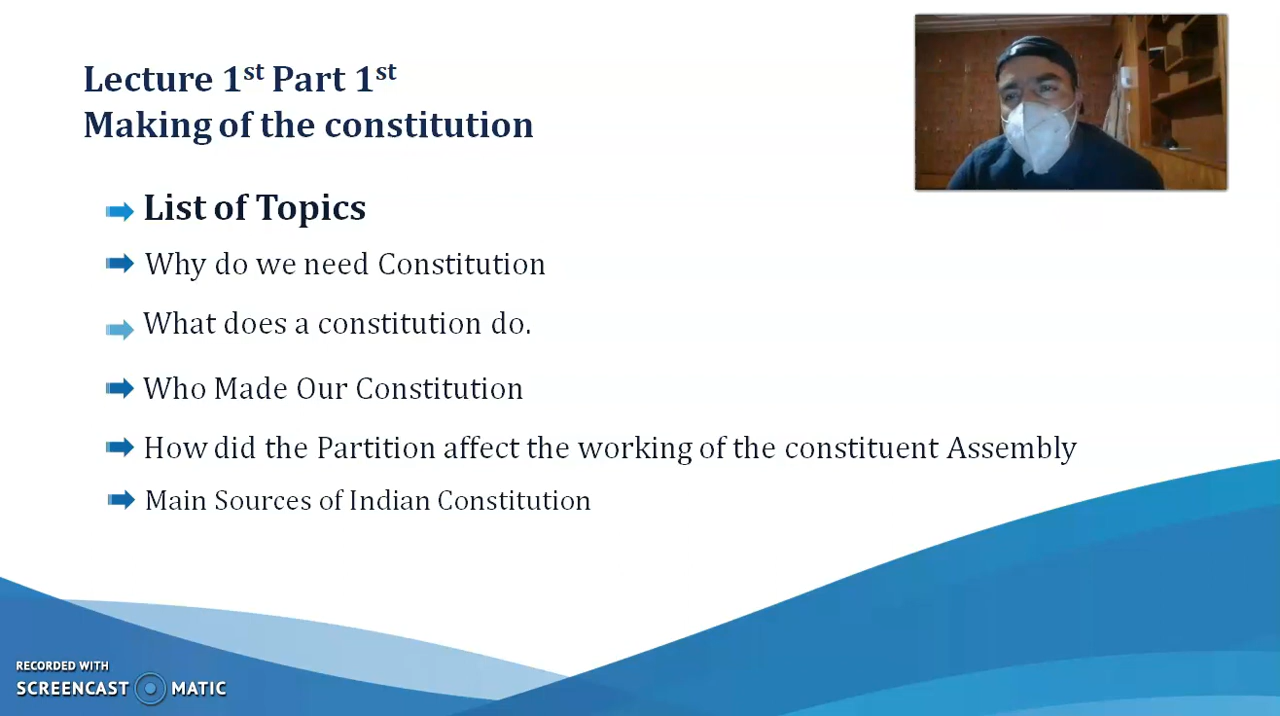 Lecture 1st Part 1st
Making of the constitution
List of Topics
Why do we need Constitution
What does a constitution do.
Who Made Our Constitution
How did the Partition affect the working of the constituent Assembly
Main Sources of Indian Constitution
RECORDED WITH
SCREENCAST MATIC